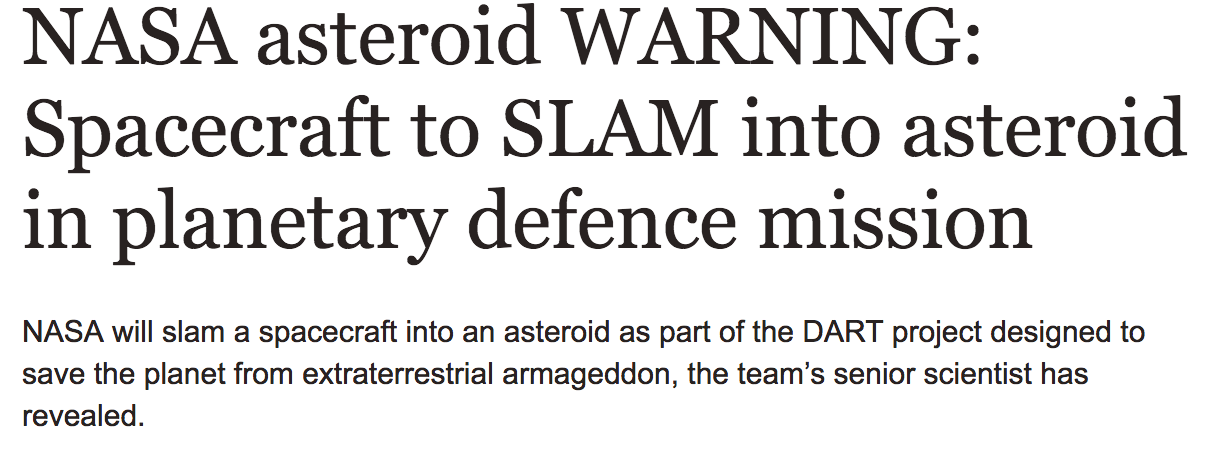 NASA asteroid WARNING:
Spacecraft to SLAM into asteroid
in planetary defence mission
NASA will slam a spacecraft into an asteroid as part of the DART project designed to
save the planet from extraterrestrial armageddon, the team’s senior scientist has
revealed.